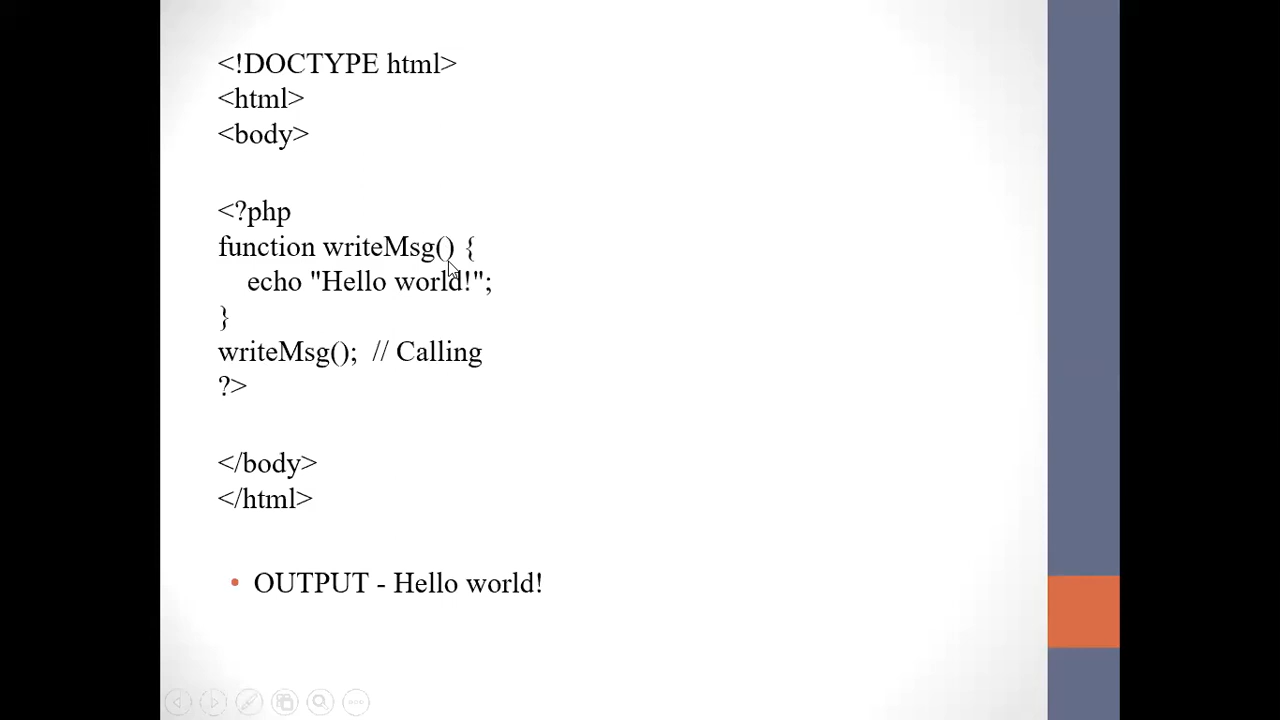 <!DOCTYPE html>
<html>
<body>
<?php
function writeMsg() {
echo "Hello world!";
}
writeMsg(); // Calling
?>
</body>
</html>
• OUTPUT - Hello world!